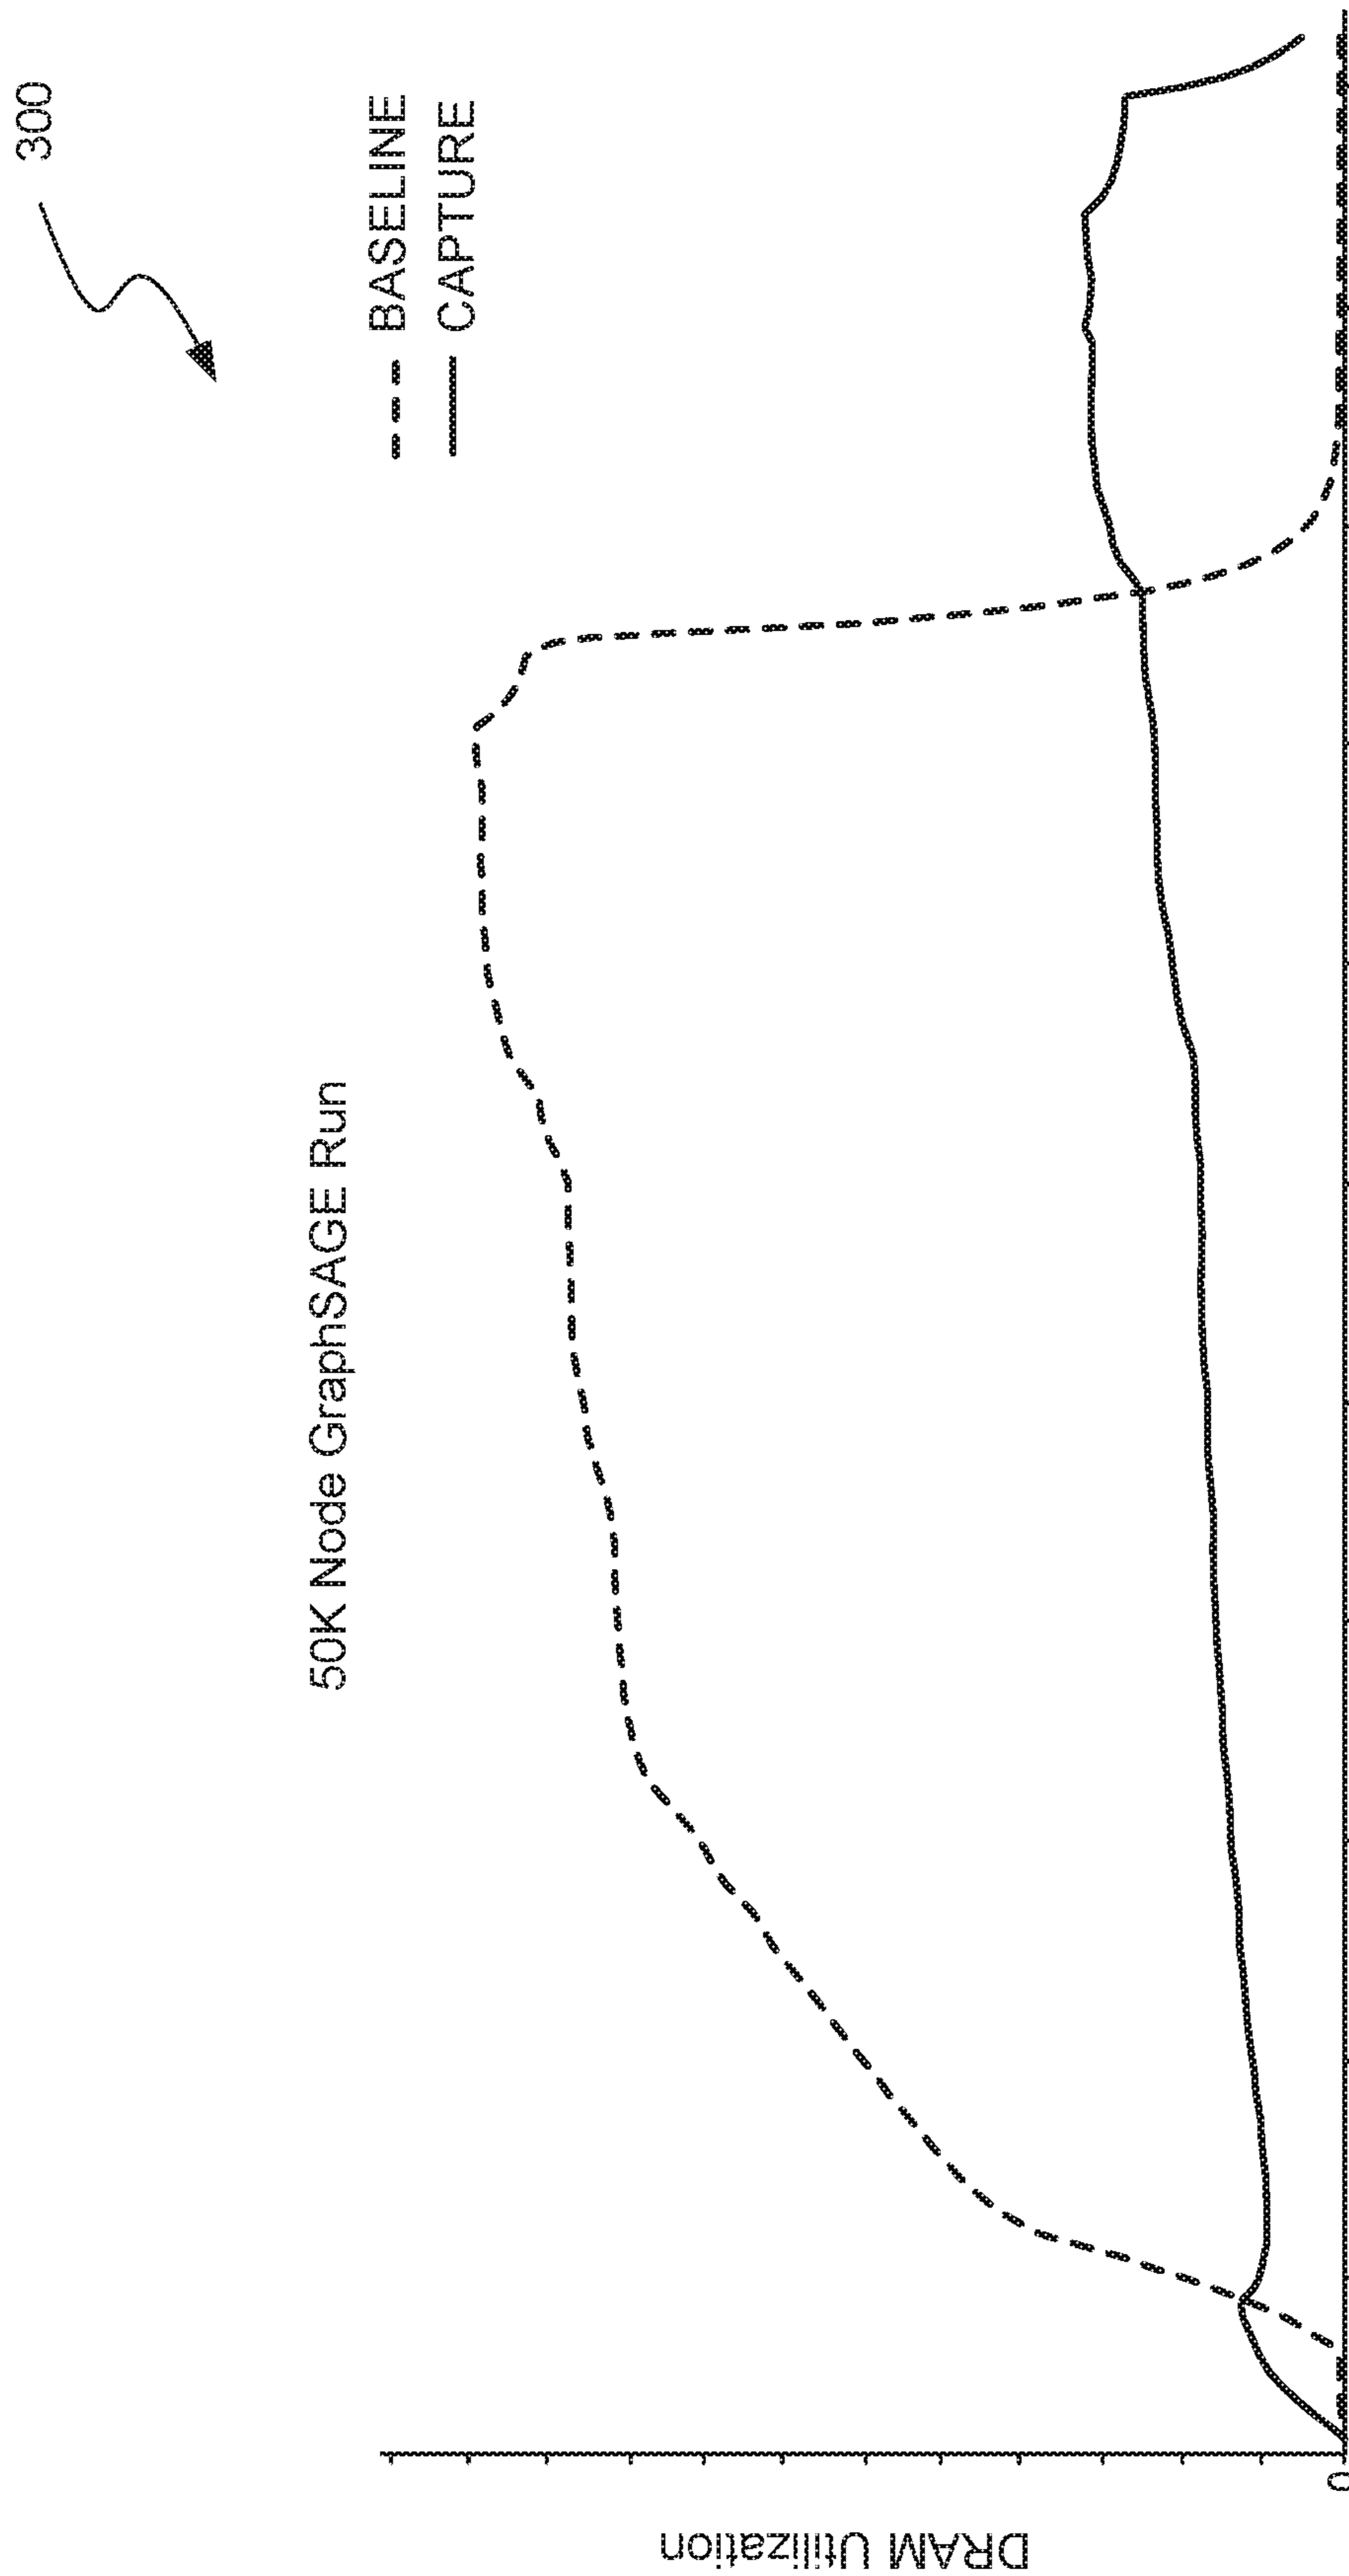 300
50K Node GraphSAGE Run
BASELINE
CAPTURE
DRAM Utilization
0